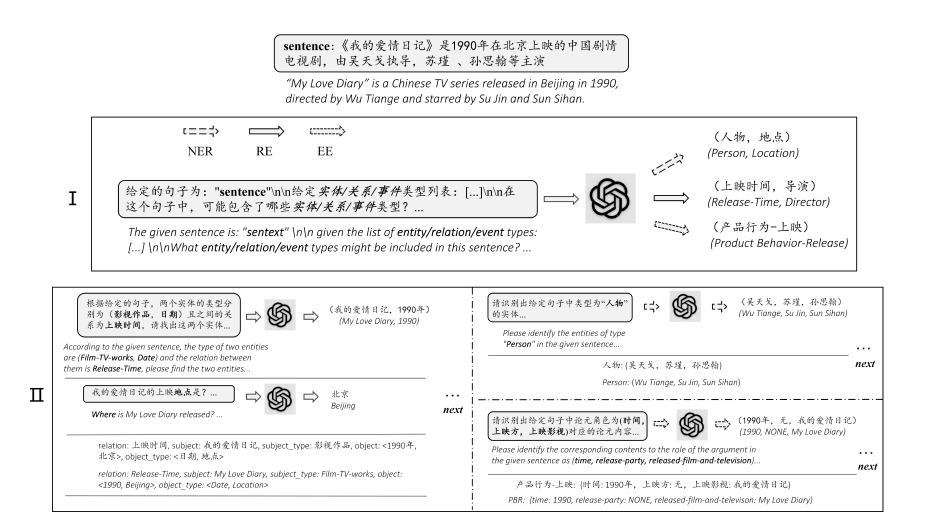 sentence:《我的爱情日记》是1990年在北京上映的中国剧情
电视剧，由吴天戈执导，苏瑾 、孙思翰等主演
“My Love Diary” is a Chinese TV series released in Beijing in 1990,
directed by Wu Tiange and starred by Su Jin and Sun Sihan.
NER
RE
EE
I
给定的句子为："sentence"\n\n给定实体/关系/事件类型列表：[...]\n\n在
这个句子中，可能包含了哪些实体/关系/事件类型？...
The given sentence is: "sentext" \n\n given the list of entity/relation/event types:
[...] \n\nWhat entity/relation/event types might be included in this sentence? ...
（人物，地点）
(Person, Location)
（上映时间，导演）
(Release-Time, Director)
（产品行为-上映）
(Product Behavior-Release)
II
根据给定的句子，两个实体的类型分
别为（影视作品，日期）且之间的关
系为上映时间，请找出这两个实体...
（我的爱情日记，1990年）
(My Love Diary, 1990)
According to the given sentence, the type of two entities
are (Film-TV-works, Date) and the relation between
them is Release-Time, please find the two entities...
我的爱情日记的上映地点是？...
北京
Beijing
Where is My Love Diary released? ...
...
next
relation: 上映时间, subject: 我的爱情日记, subject_type: 影视作品, object: <1990年,
北京>, object_type: <日期, 地点>
relation: Release-Time, subject: My Love Diary, subject_type: Film-TV-works, object:
<1990, Beijing>, object_type: <Date, Location>
请识别出给定句子中类型为“人物”
的实体...
（吴天戈，苏瑾，孙思翰）
(Wu Tiange, Su Jin, Sun Sihan)
Please identify the entities of type
"Person" in the given sentence...
...
next
人物: (吴天戈，苏瑾，孙思翰)
Person: (Wu Tiange, Su Jin, Sun Sihan)
请识别出给定句子中论元角色为(时间，
上映方，上映影视)对应的论元内容...
（1990年，无，我的爱情日记）
(1990, NONE, My Love Diary)
Please identify the corresponding contents to the role of the argument in
the given sentence as (time, release-party, released-film-and-television)...
...
next
产品行为-上映: {时间: 1990年，上映方: 无，上映影视: 我的爱情日记}
PBR: {time: 1990, release-party: NONE, released-film-and-televison: My Love Diary}